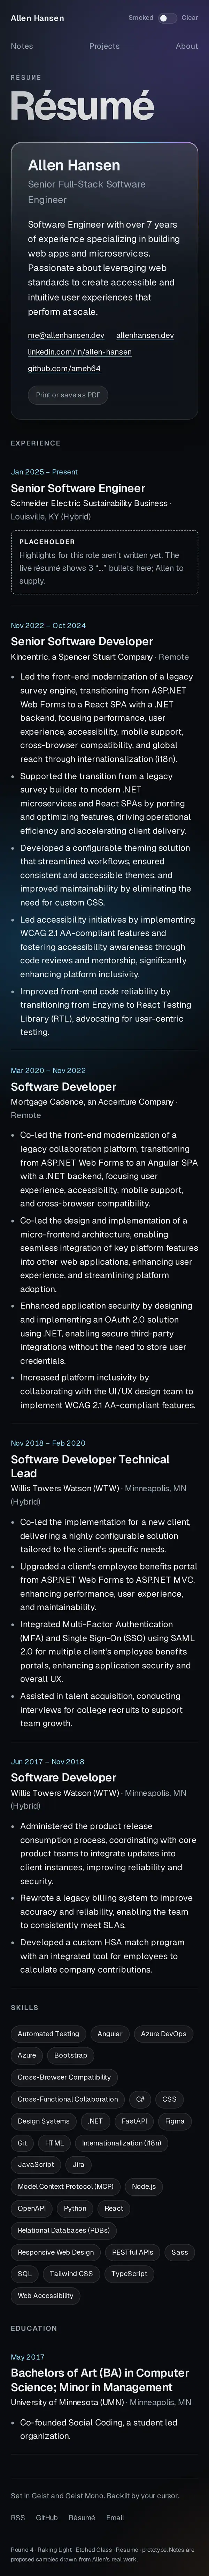 Allen Hansen
Smoked
Clear
Notes
Projects
About
RÉSUMÉ
Résumé
Allen Hansen
Senior Full-Stack Software
Engineer
Software Engineer with over 7 years
of experience specializing in building
web apps and microservices.
Passionate about leveraging web
standards to create accessible and
intuitive user experiences that
perform at scale.
me@allenhansen.dev
allenhansen.dev
linkedin.com/in/allen-hansen
github.com/ameh64
Print or save as PDF
EXPERIENCE
Jan 2025 – Present
Senior Software Engineer
Schneider Electric Sustainability Business ·
Louisville, KY (Hybrid)
PLACEHOLDER
Highlights for this role aren't written yet. The
live résumé shows 3 "…" bullets here; Allen to
supply.
Nov 2022 – Oct 2024
Senior Software Developer
Kincentric, a Spencer Stuart Company · Remote
• Led the front-end modernization of a legacy
survey engine, transitioning from ASP.NET
Web Forms to a React SPA with a .NET
backend, focusing performance, user
experience, accessibility, mobile support,
cross-browser compatibility, and global
reach through internationalization (i18n).
• Supported the transition from a legacy
survey builder to modern .NET
microservices and React SPAs by porting
and optimizing features, driving operational
efficiency and accelerating client delivery.
• Developed a configurable theming solution
that streamlined workflows, ensured
consistent and accessible themes, and
improved maintainability by eliminating the
need for custom CSS.
• Led accessibility initiatives by implementing
WCAG 2.1 AA-compliant features and
fostering accessibility awareness through
code reviews and mentorship, significantly
enhancing platform inclusivity.
• Improved front-end code reliability by
transitioning from Enzyme to React Testing
Library (RTL), advocating for user-centric
testing.
Mar 2020 – Nov 2022
Software Developer
Mortgage Cadence, an Accenture Company ·
Remote
• Co-led the front-end modernization of a
legacy collaboration platform, transitioning
from ASP.NET Web Forms to an Angular SPA
with a .NET backend, focusing user
experience, accessibility, mobile support,
and cross-browser compatibility.
• Co-led the design and implementation of a
micro-frontend architecture, enabling
seamless integration of key platform features
into other web applications, enhancing user
experience, and streamlining platform
adoption.
• Enhanced application security by designing
and implementing an OAuth 2.0 solution
using .NET, enabling secure third-party
integrations without the need to store user
credentials.
• Increased platform inclusivity by
collaborating with the UI/UX design team to
implement WCAG 2.1 AA-compliant features.
Nov 2018 – Feb 2020
Software Developer Technical
Lead
Willis Towers Watson (WTW) · Minneapolis, MN
(Hybrid)
• Co-led the implementation for a new client,
delivering a highly configurable solution
tailored to the client's specific needs.
• Upgraded a client's employee benefits portal
from ASP.NET Web Forms to ASP.NET MVC,
enhancing performance, user experience,
and maintainability.
• Integrated Multi-Factor Authentication
(MFA) and Single Sign-On (SSO) using SAML
2.0 for multiple client's employee benefits
portals, enhancing application security and
overall UX.
• Assisted in talent acquisition, conducting
interviews for college recruits to support
team growth.
Jun 2017 – Nov 2018
Software Developer
Willis Towers Watson (WTW) · Minneapolis, MN
(Hybrid)
• Administered the product release
consumption process, coordinating with core
product teams to integrate updates into
client instances, improving reliability and
security.
• Rewrote a legacy billing system to improve
accuracy and reliability, enabling the team
to consistently meet SLAs.
• Developed a custom HSA match program
with an integrated tool for employees to
calculate company contributions.
SKILLS
Automated Testing
Angular
Azure DevOps
Azure
Bootstrap
Cross-Browser Compatibility
Cross-Functional Collaboration
C#
CSS
Design Systems
.NET
FastAPI
Figma
Git
HTML
Internationalization (i18n)
JavaScript
Jira
Model Context Protocol (MCP)
Node.js
OpenAPI
Python
React
Relational Databases (RDBs)
Responsive Web Design
RESTful APIs
Sass
SQL
Tailwind CSS
TypeScript
Web Accessibility
EDUCATION
May 2017
Bachelors of Art (BA) in Computer
Science; Minor in Management
University of Minnesota (UMN) · Minneapolis, MN
• Co-founded Social Coding, a student led
organization.
Set in Geist and Geist Mono. Backlit by your cursor.
RSS
GitHub
Résumé
Email
Round 4 · Raking Light · Etched Glass · Résumé · prototype. Notes are
proposed samples drawn from Allen's real work.